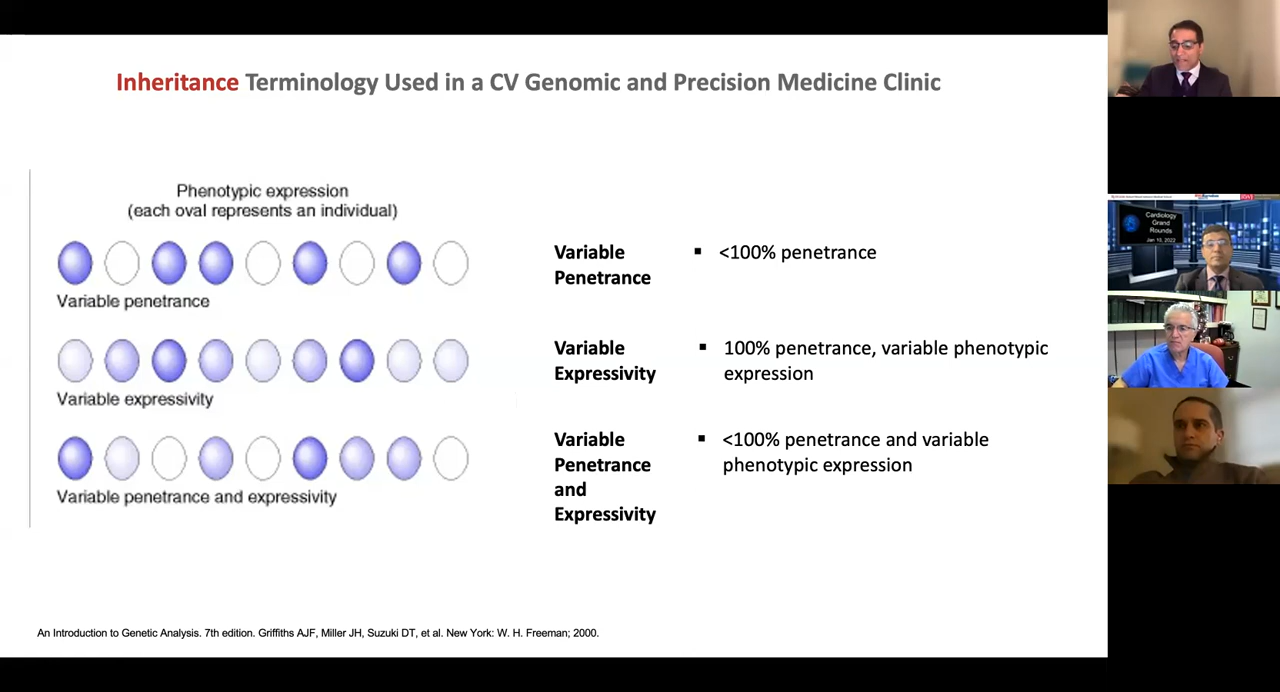 Inheritance Terminology Used in a CV Genomic and Precision Medicine Clinic
Phenotypic expression
(each oval represents an individual)
Variable penetrance
Variable expressivity
Variable penetrance and expressivity
Variable
Penetrance
▪ <100% penetrance
Variable
Expressivity
▪ 100% penetrance, variable phenotypic
expression
Variable
Penetrance
and
Expressivity
▪ <100% penetrance and variable
phenotypic expression
An Introduction to Genetic Analysis. 7th edition. Griffiths AJF, Miller JH, Suzuki DT, et al. New York: W. H. Freeman; 2000.
Cardiology
Grand
Rounds
Jan 10, 2022